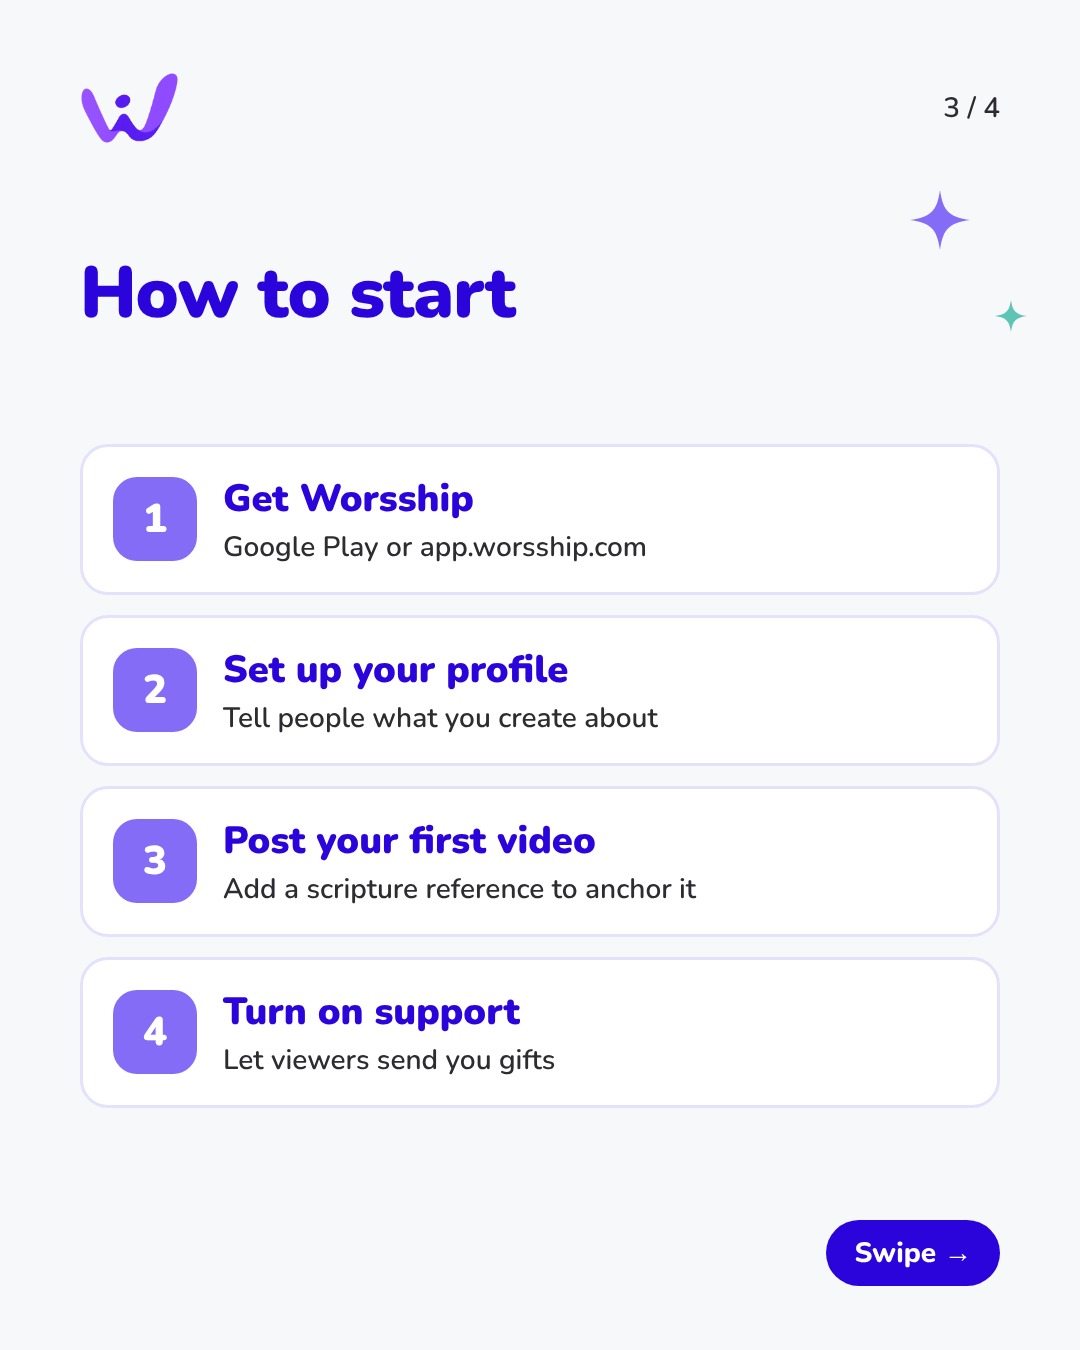 3 / 4
How to start
1
Get Worsship
Google Play or app.worsship.com
2
Set up your profile
Tell people what you create about
3
Post your first video
Add a scripture reference to anchor it
4
Turn on support
Let viewers send you gifts
Swipe →